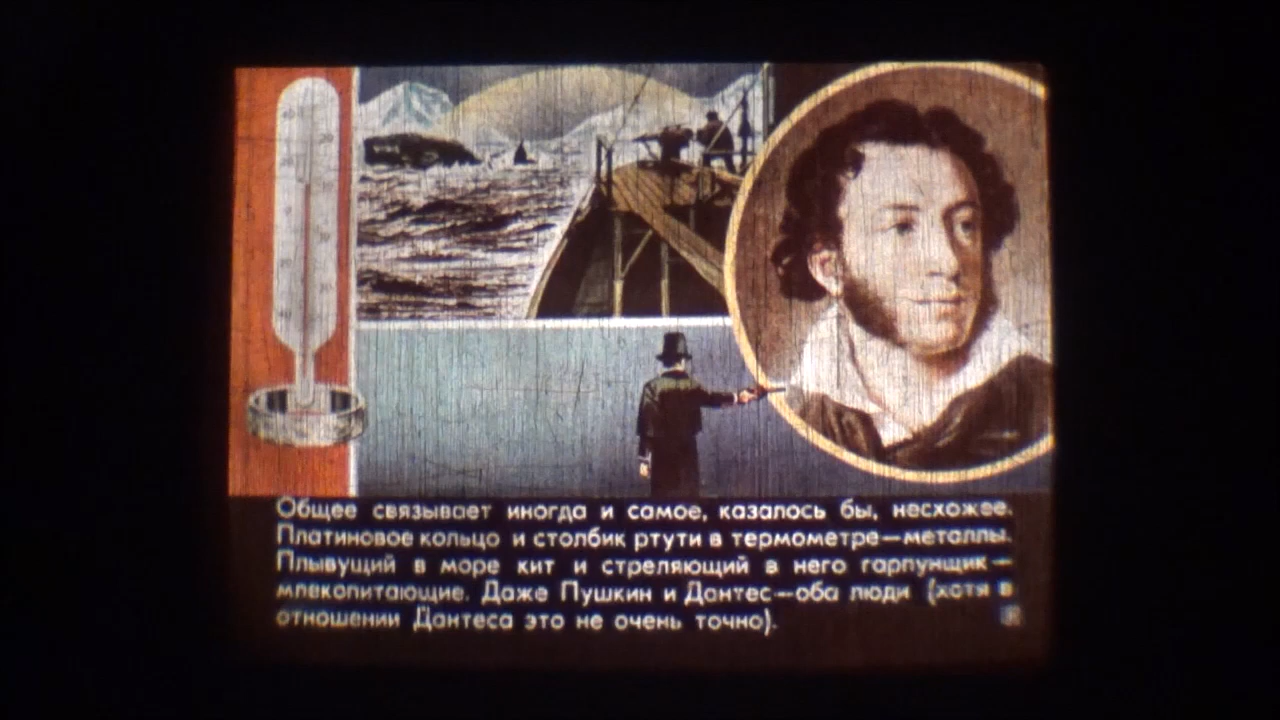 Общее связывает иногда и самое, казалось бы, несхожее.
Платиновое кольцо и столбик ртути в термометре—металлы.
Плывущий в море кит и стреляющий в него гарпунщик—
млекопитающие. Даже Пушкин и Дантес—оба люди (хотя в
отношении Дантеса это не очень точно).